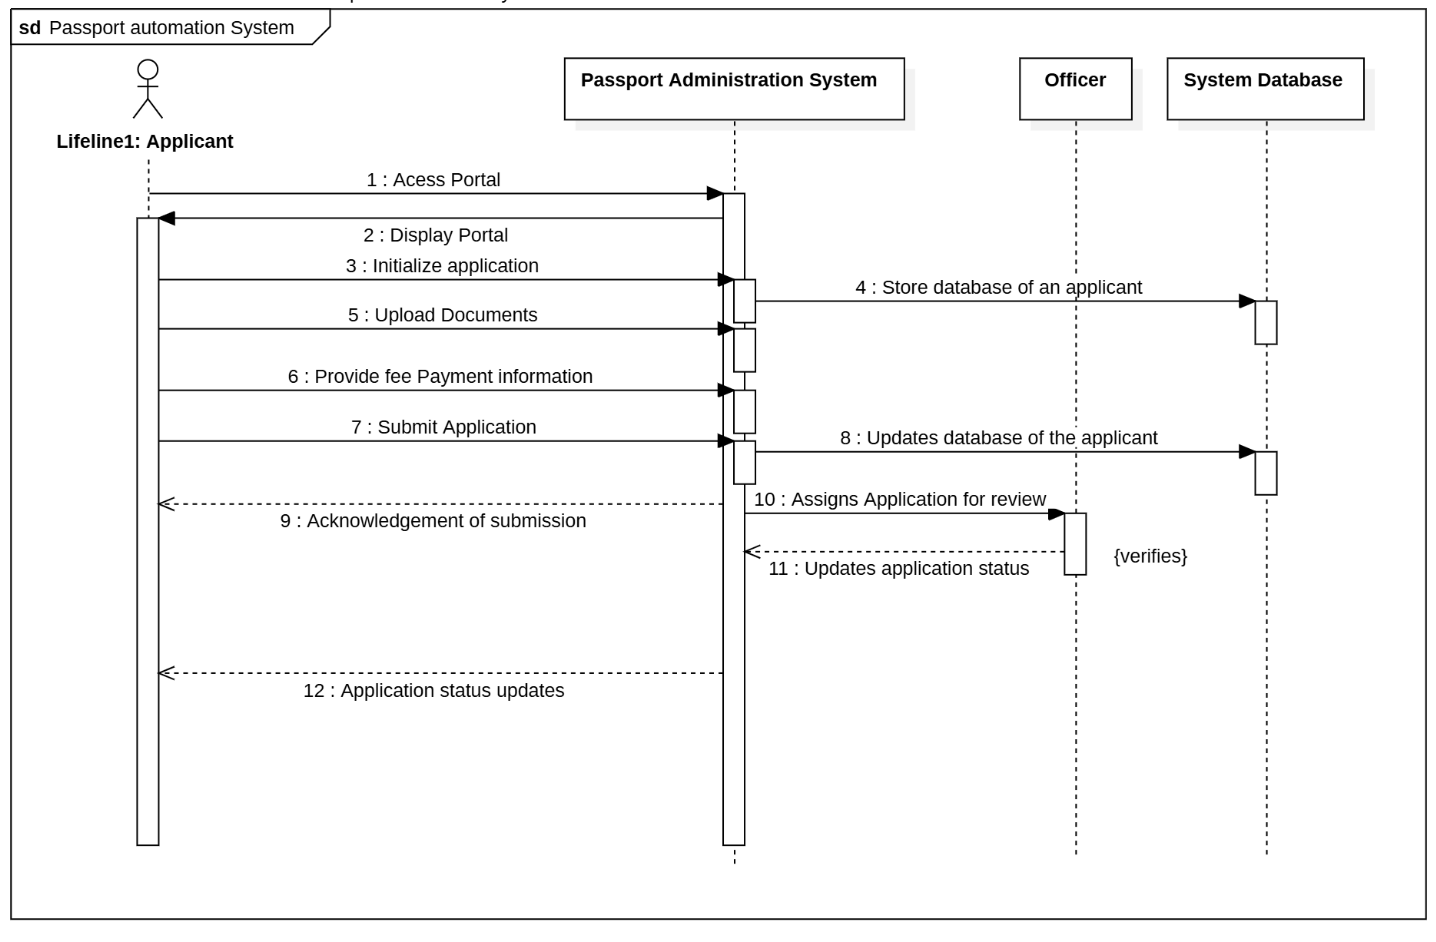 sd Passport automation System
Passport Administration System
Officer
System Database
Lifeline1: Applicant
1 : Acess Portal
2 : Display Portal
3 : Initialize application
4 : Store database of an applicant
5 : Upload Documents
6 : Provide fee Payment information
7 : Submit Application
8 : Updates database of the applicant
10 : Assigns Application for review
9 : Acknowledgement of submission
{verifies}
11 : Updates application status
12 : Application status updates